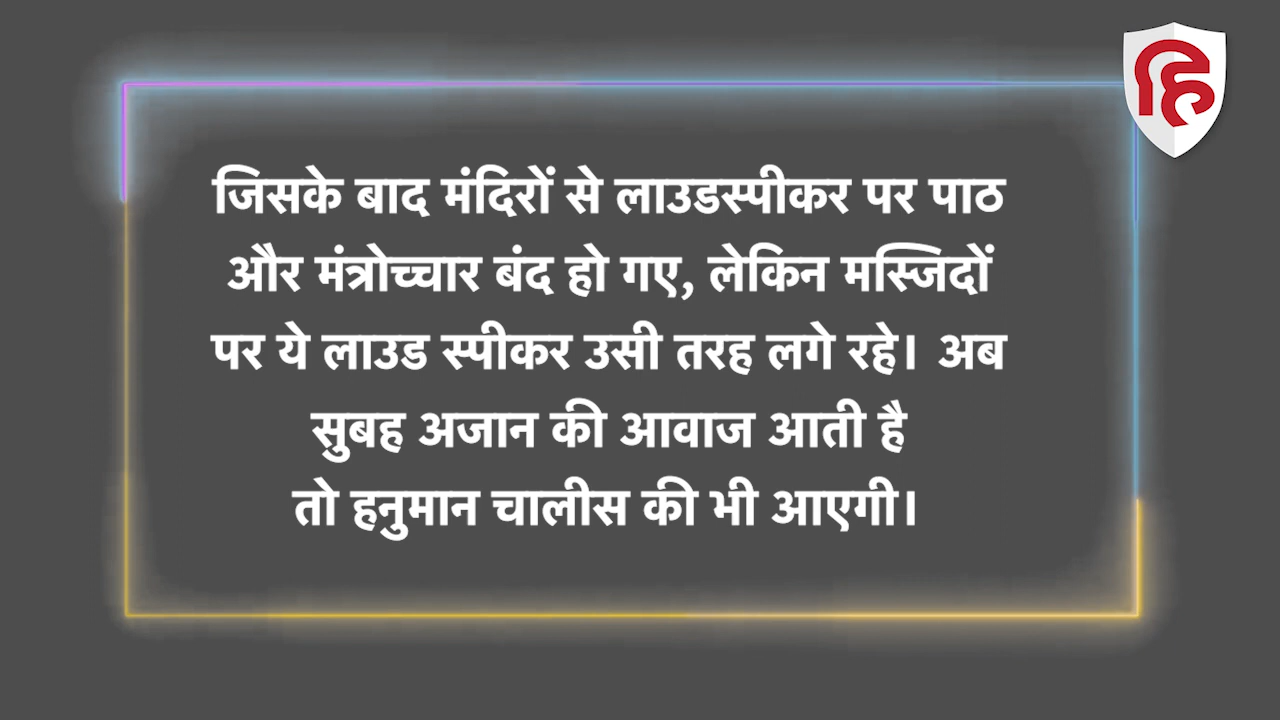 हि
जिसके बाद मंदिरों से लाउडस्पीकर पर पाठ
और मंत्रोच्चार बंद हो गए, लेकिन मस्जिदों
पर ये लाउड स्पीकर उसी तरह लगे रहे। अब
सुबह अजान की आवाज आती है
तो हनुमान चालीस की भी आएगी।